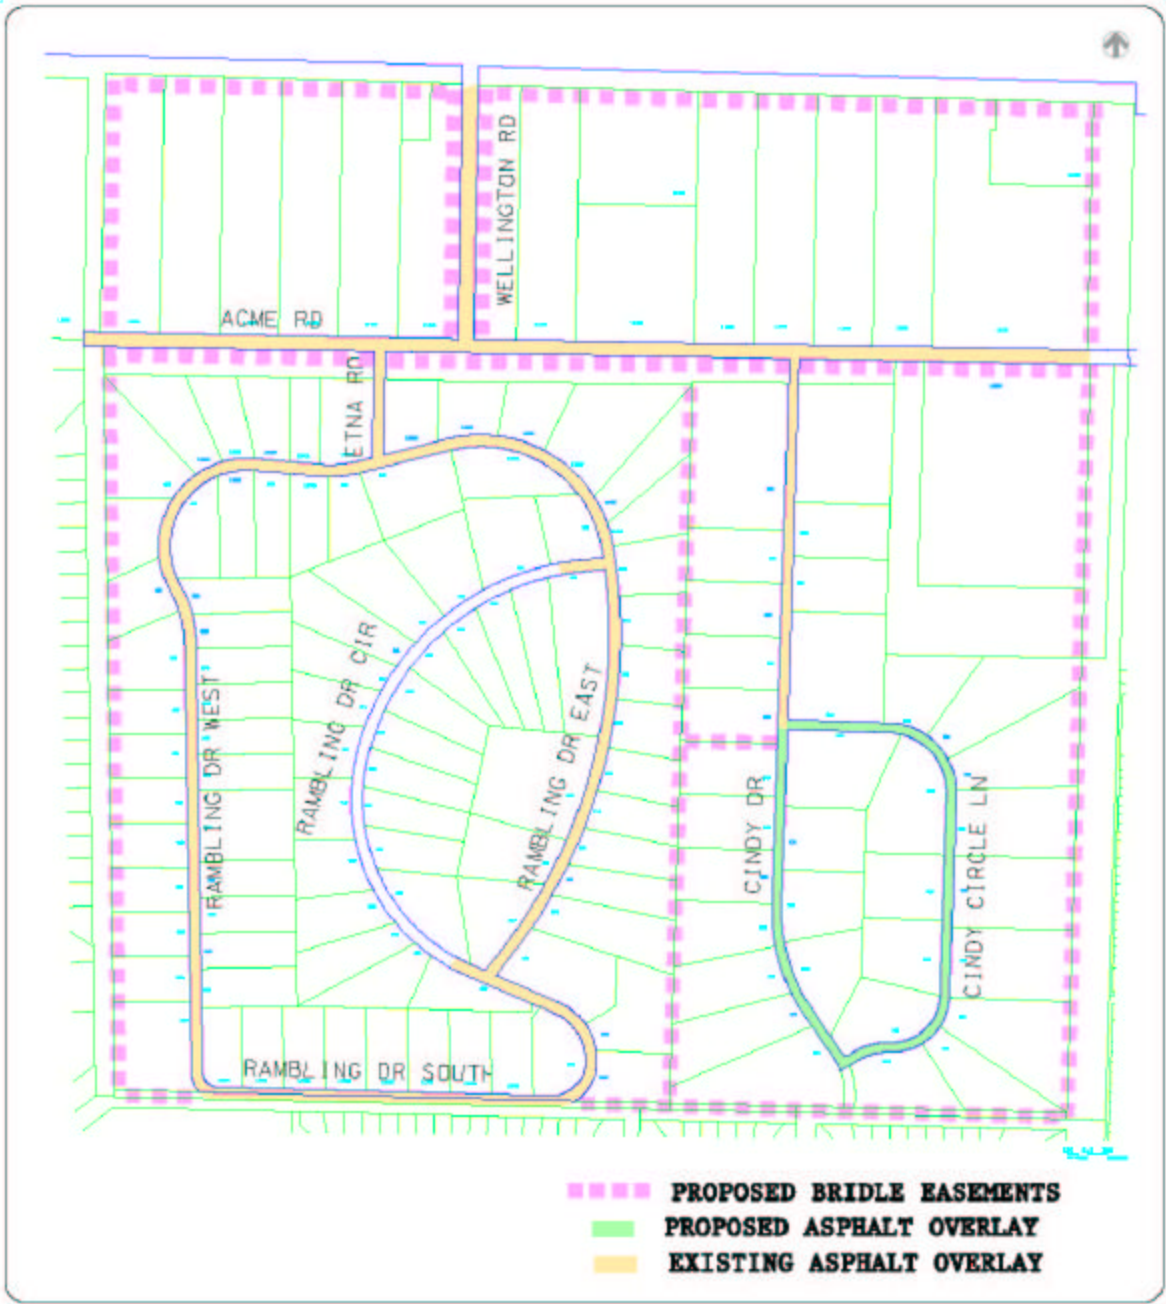 WELLINGTON RD
ACME RD
ETNA RD
RAMBLING DR CIR
RAMBLING DR WEST
RAMBLING DR EAST
CINDY DR
CINDY CIRCLE LN
RAMBLING DR SOUTH
PROPOSED BRIDLE EASEMENTS
PROPOSED ASPHALT OVERLAY
EXISTING ASPHALT OVERLAY